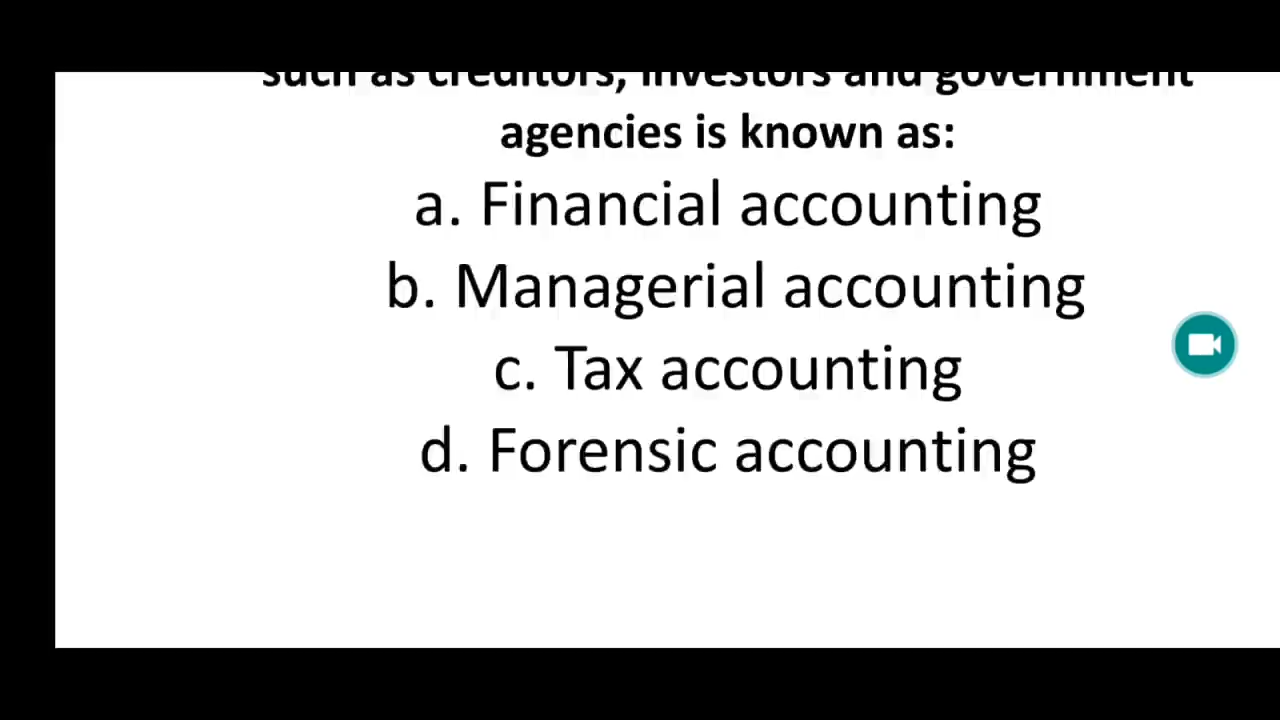 such as creditors, investors and government
agencies is known as:
a. Financial accounting
b. Managerial accounting
c. Tax accounting
d. Forensic accounting